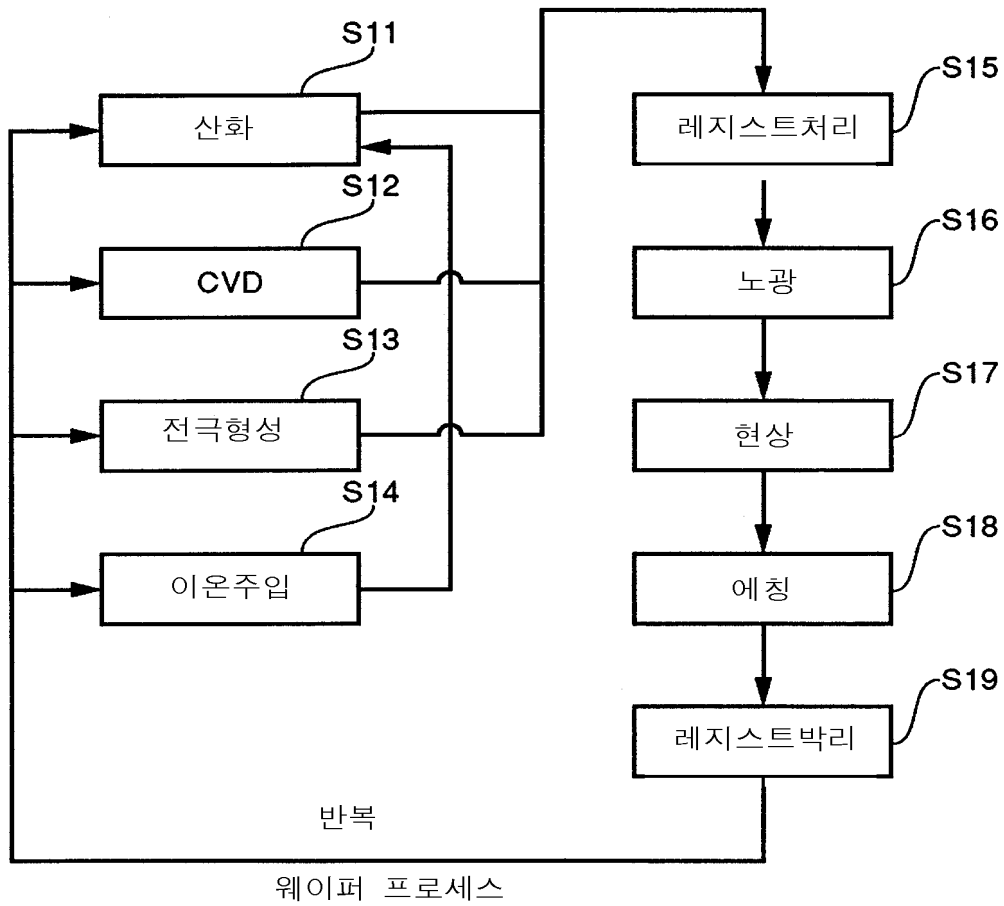 S11
산화
S12
CVD
S13
전극형성
S14
이온주입
S15
레지스트처리
S16
노광
S17
현상
S18
에칭
S19
레지스트박리
반복
웨이퍼 프로세스